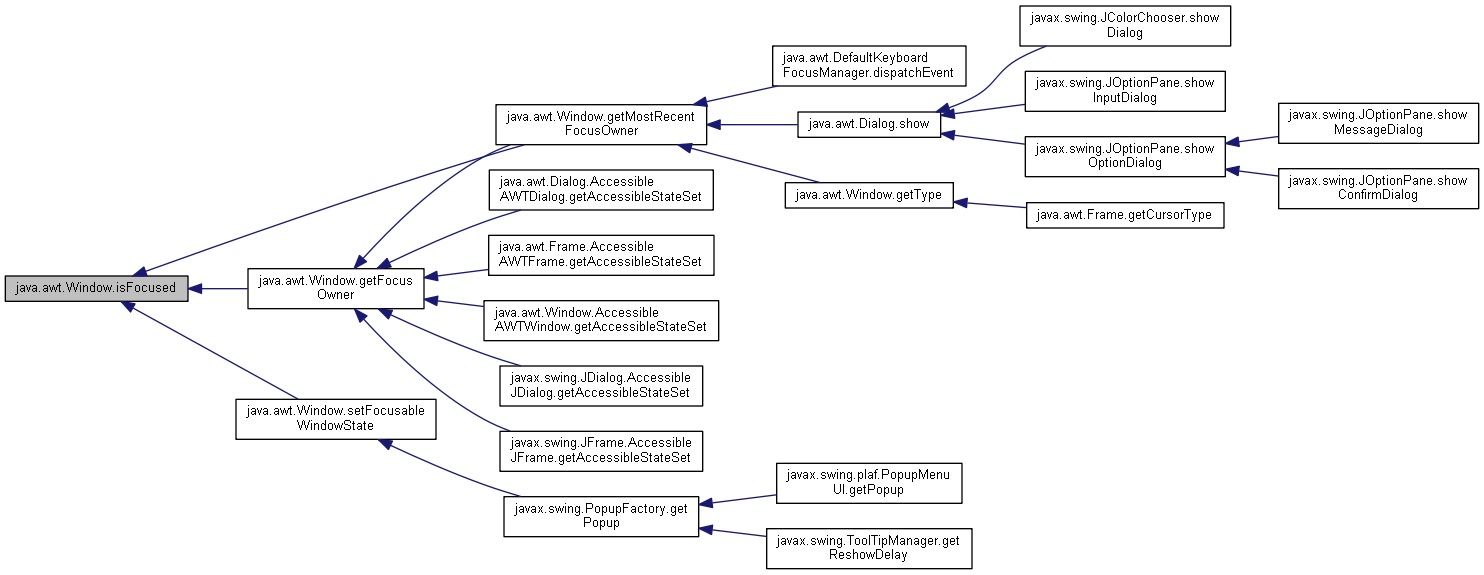 java.awt.Window.isFocused
java.awt.Window.getMostRecent
FocusOwner
java.awt.DefaultKeyboard
FocusManager.dispatchEvent
java.awt.Dialog.show
javax.swing.JColorChooser.show
Dialog
javax.swing.JOptionPane.show
InputDialog
javax.swing.JOptionPane.show
OptionDialog
javax.swing.JOptionPane.show
MessageDialog
javax.swing.JOptionPane.show
ConfirmDialog
java.awt.Window.getType
java.awt.Frame.getCursorType
java.awt.Window.getFocus
Owner
java.awt.Dialog.Accessible
AWTDialog.getAccessibleStateSet
java.awt.Frame.Accessible
AWTFrame.getAccessibleStateSet
java.awt.Window.Accessible
AWTWindow.getAccessibleStateSet
javax.swing.JDialog.Accessible
JDialog.getAccessibleStateSet
javax.swing.JFrame.Accessible
JFrame.getAccessibleStateSet
java.awt.Window.setFocusable
WindowState
javax.swing.PopupFactory.get
Popup
javax.swing.plaf.PopupMenu
UI.getPopup
javax.swing.ToolTipManager.get
ReshowDelay